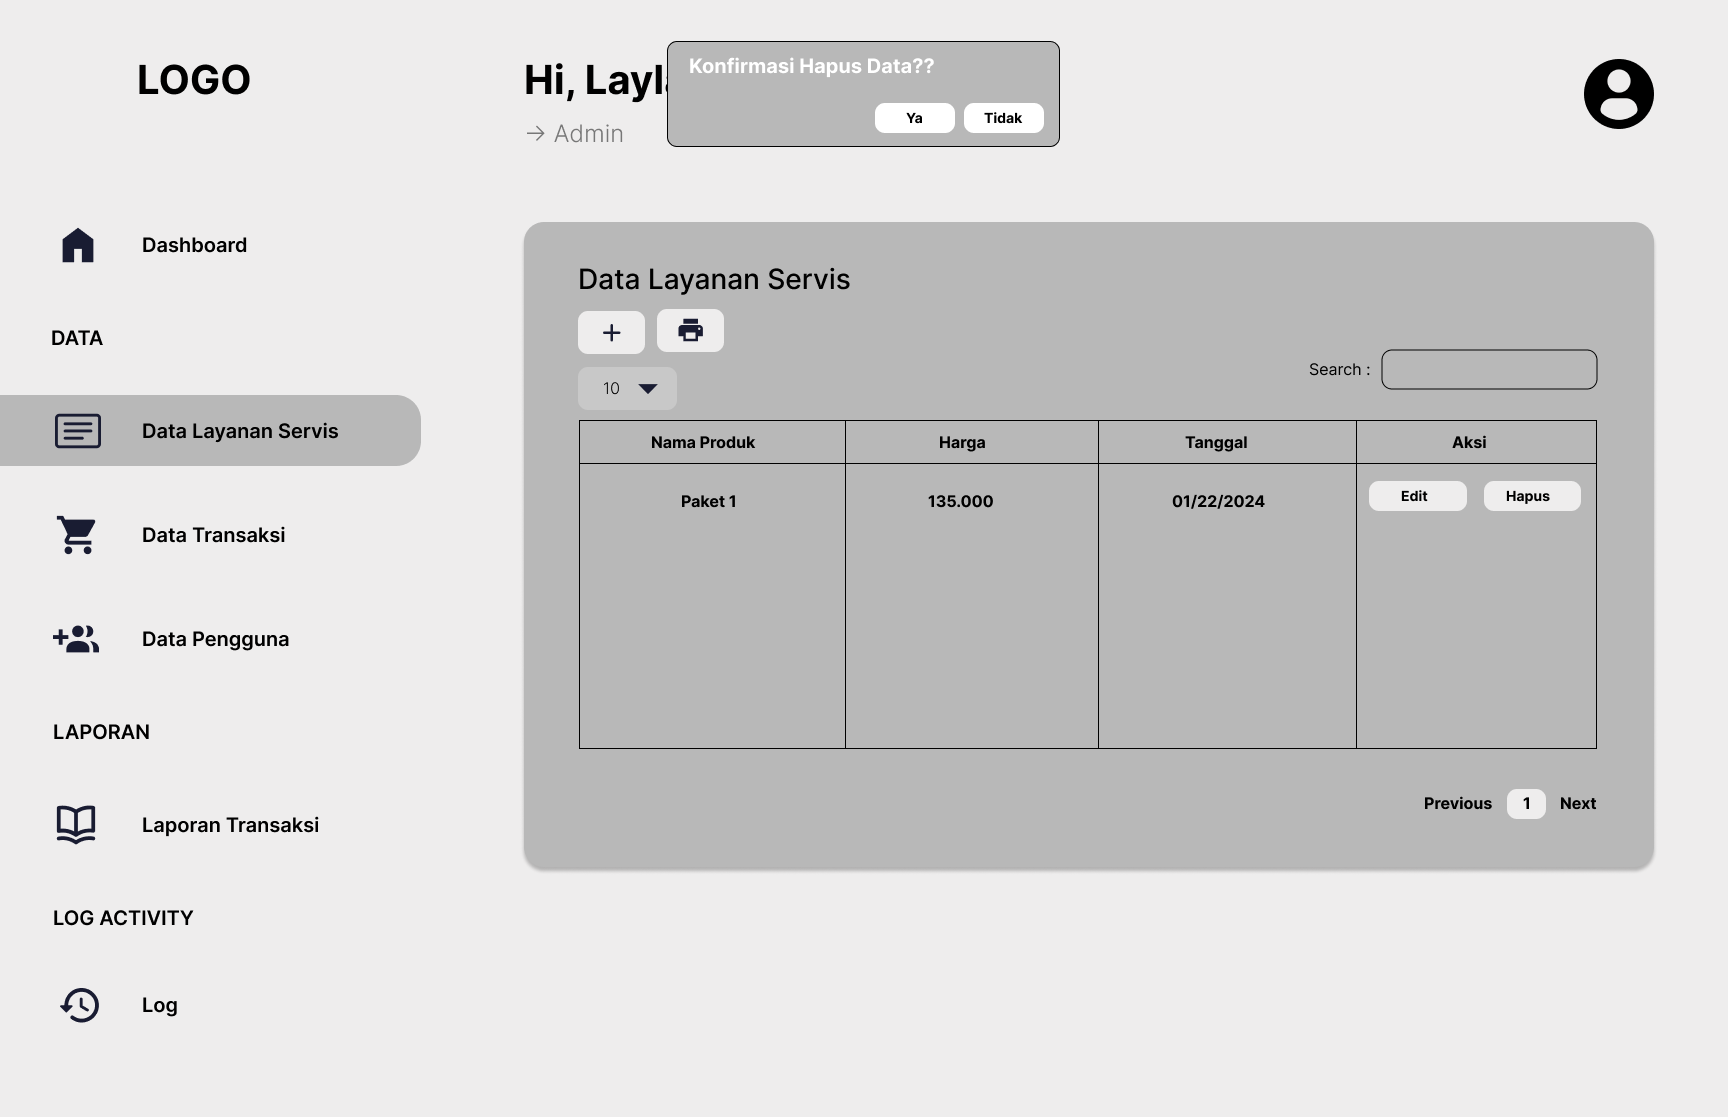 LOGO
Hi, Layla
→ Admin
Konfirmasi Hapus Data??
Ya Tidak
Dashboard
DATA
Data Layanan Servis
Data Transaksi
Data Pengguna
LAPORAN
Laporan Transaksi
LOG ACTIVITY
Log
Data Layanan Servis
+
10
Search :
Nama Produk Harga Tanggal Aksi
Paket 1 135.000 01/22/2024 Edit Hapus
Previous 1 Next